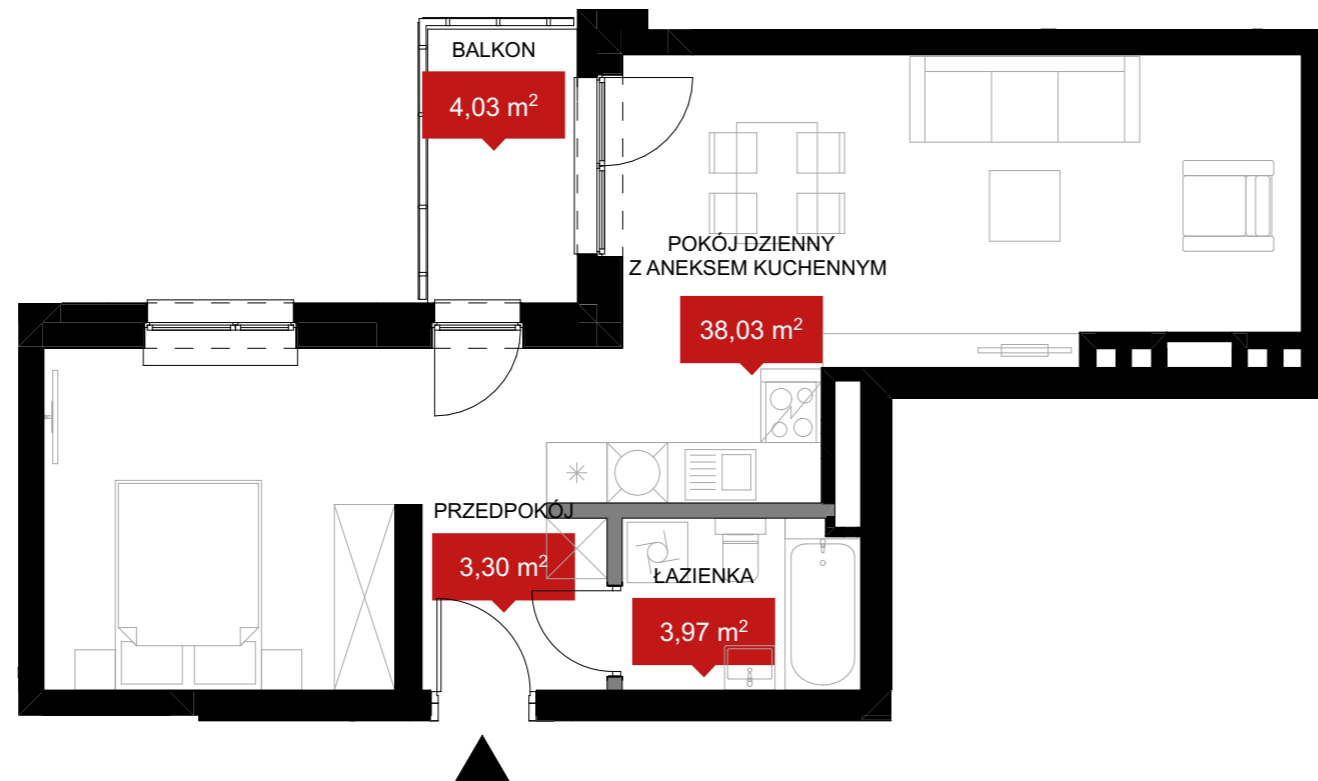 BALKON
4,03 m²
POKÓJ DZIENNY
Z ANEKSEM KUCHENNYM
38,03 m²
PRZEDPOKÓJ
3,30 m²
ŁAZIENKA
3,97 m²